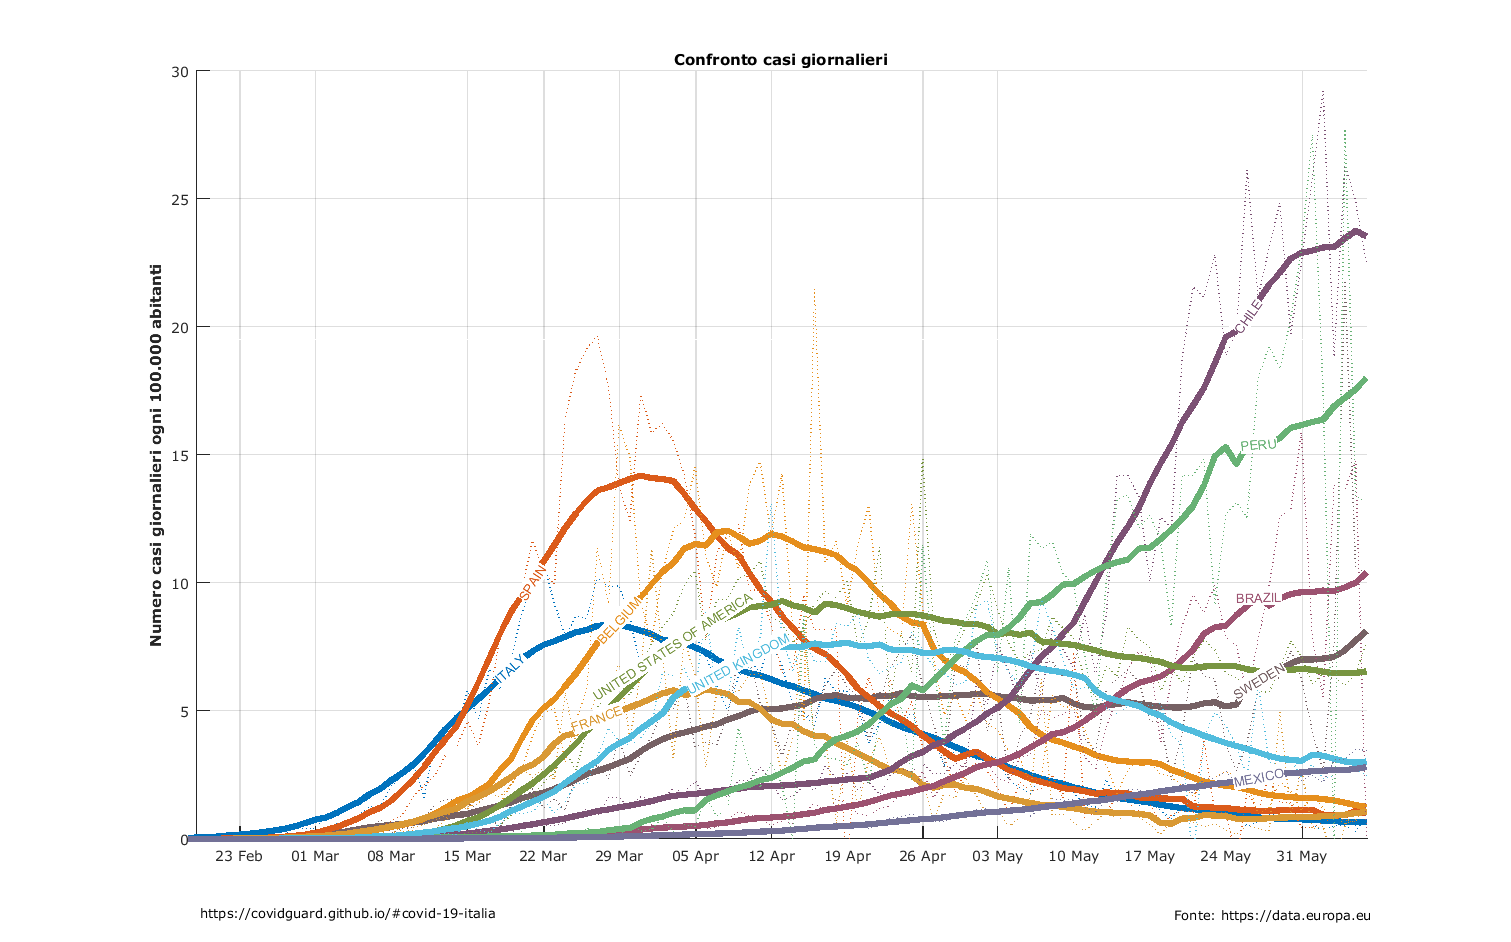 Confronto casi giornalieri
Numero casi giornalieri ogni 100.000 abitanti
30
25
20
15
10
5
0
CHILE
PERU
BRAZIL
SWEDEN
MEXICO
SPAIN
BELGIUM
ITALY
UNITED STATES OF AMERICA
UNITED KINGDOM
FRANCE
23 Feb 01 Mar 08 Mar 15 Mar 22 Mar 29 Mar 05 Apr 12 Apr 19 Apr 26 Apr 03 May 10 May 17 May 24 May 31 May
https://covidguard.github.io/#covid-19-italia
Fonte: https://data.europa.eu